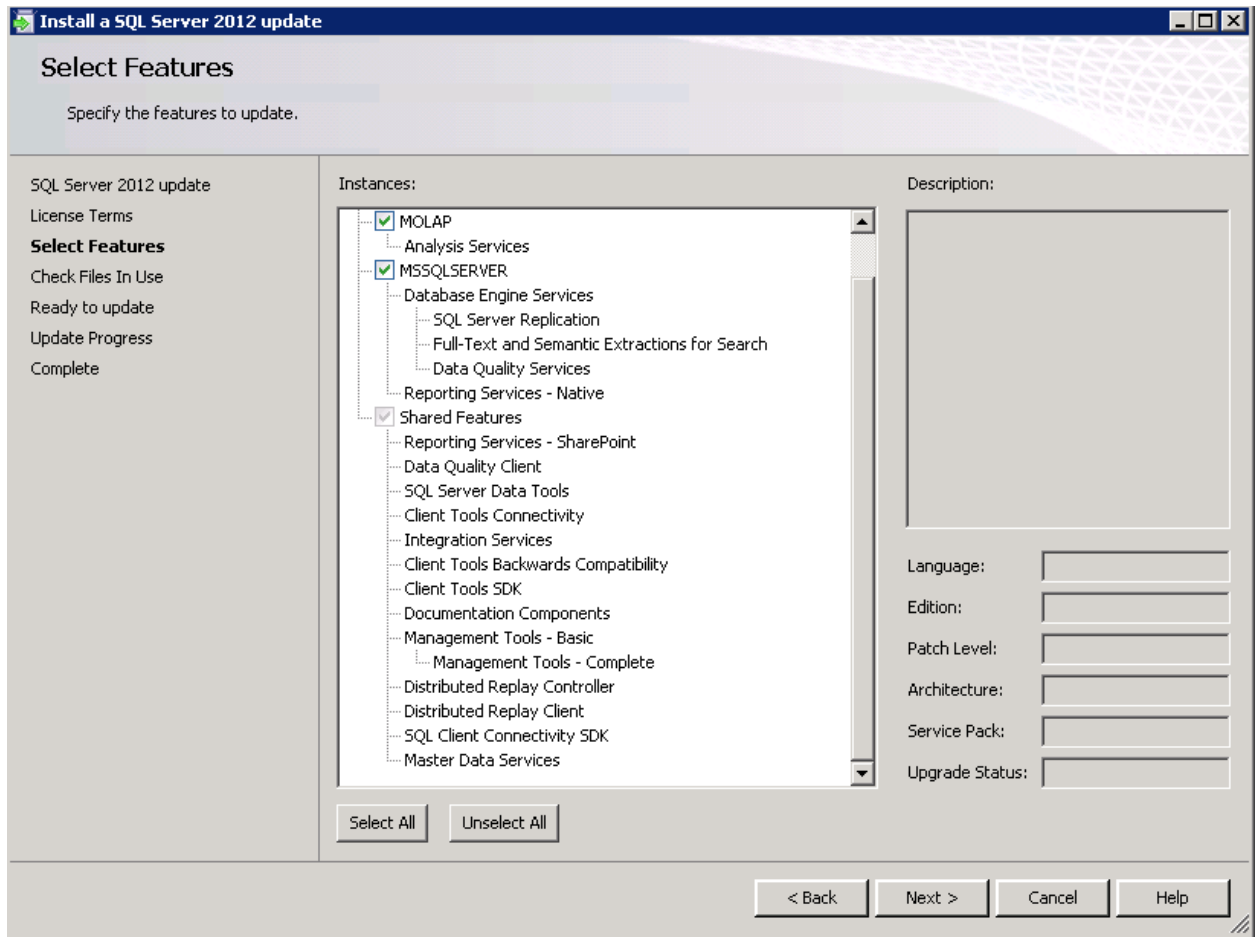 Install a SQL Server 2012 update
Select Features
Specify the features to update.
SQL Server 2012 update
License Terms
Select Features
Check Files In Use
Ready to update
Update Progress
Complete
Instances:
MOLAP
Analysis Services
MSSQLSERVER
Database Engine Services
SQL Server Replication
Full-Text and Semantic Extractions for Search
Data Quality Services
Reporting Services - Native
Shared Features
Reporting Services - SharePoint
Data Quality Client
SQL Server Data Tools
Client Tools Connectivity
Integration Services
Client Tools Backwards Compatibility
Client Tools SDK
Documentation Components
Management Tools - Basic
Management Tools - Complete
Distributed Replay Controller
Distributed Replay Client
SQL Client Connectivity SDK
Master Data Services
Select All
Unselect All
Description:
Language:
Edition:
Patch Level:
Architecture:
Service Pack:
Upgrade Status:
< Back
Next >
Cancel
Help